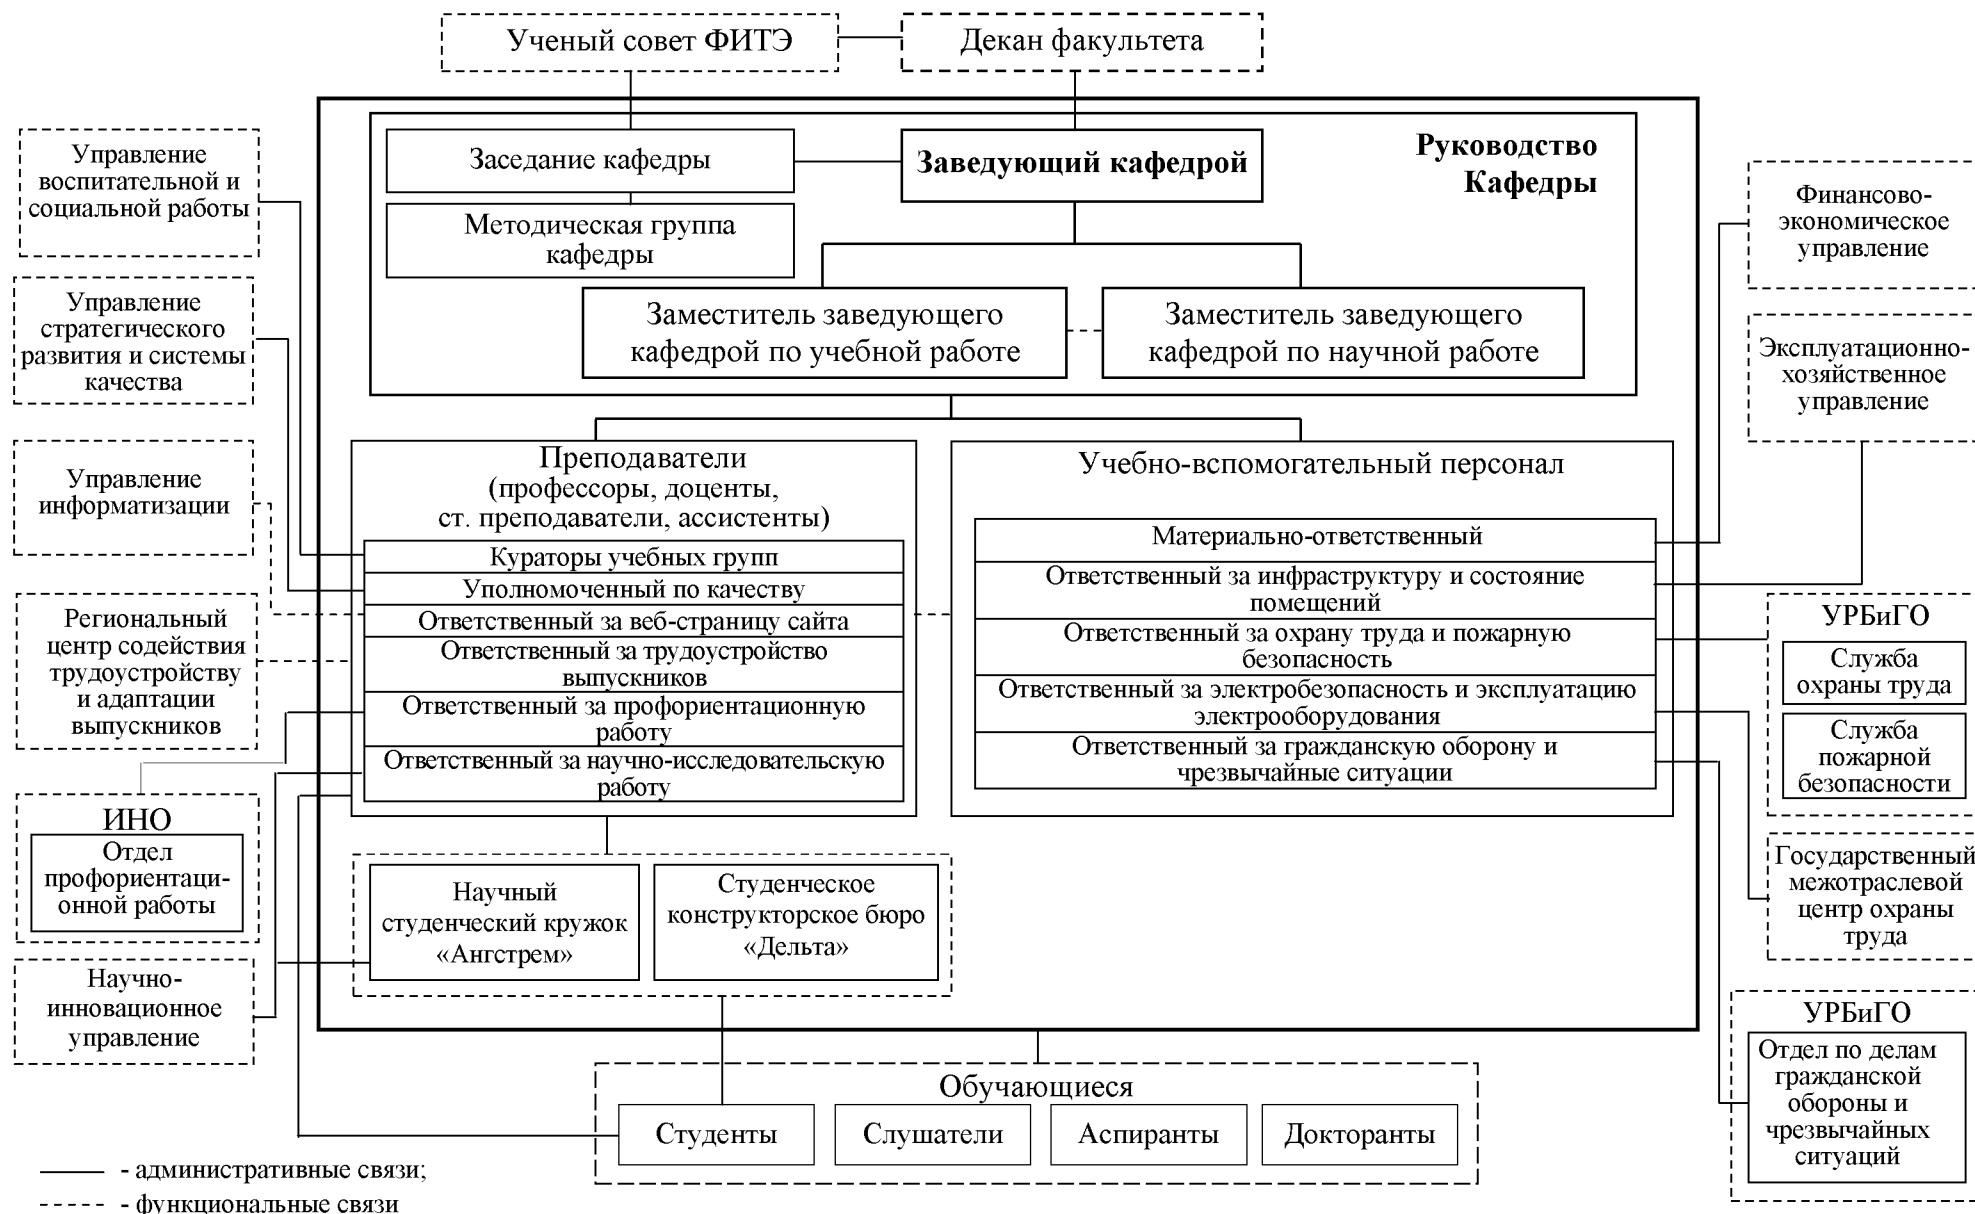 Ученый совет ФИТЭ
Декан факультета
Управление
воспитательной и
социальной работы
Управление
стратегического
развития и системы
качества
Управление
информатизации
Региональный
центр содействия
трудоустройству
и адаптации
выпускников
ИНО
Отдел
профориентаци-
онной работы
Научно-
инновационное
управление
Заседание кафедры
Заведующий кафедрой
Руководство
Кафедры
Методическая группа
кафедры
Заместитель заведующего
кафедрой по учебной работе
Заместитель заведующего
кафедрой по научной работе
Преподаватели
(профессоры, доценты,
ст. преподаватели, ассистенты)
Кураторы учебных групп
Уполномоченный по качеству
Ответственный за веб-страницу сайта
Ответственный за трудоустройство
выпускников
Ответственный за профориентационную
работу
Ответственный за научно-исследовательскую
работу
Учебно-вспомогательный персонал
Материально-ответственный
Ответственный за инфраструктуру и состояние
помещений
Ответственный за охрану труда и пожарную
безопасность
Ответственный за электробезопасность и эксплуатацию
электрооборудования
Ответственный за гражданскую оборону и
чрезвычайные ситуации
Научный
студенческий кружок
«Ангстрем»
Студенческое
конструкторское бюро
«Дельта»
Финансово-
экономическое
управление
Эксплуатационно-
хозяйственное
управление
УРБиГО
Служба
охраны труда
Служба
пожарной
безопасности
Государственный
межотраслевой
центр охраны
труда
УРБиГО
Отдел по делам
гражданской
обороны и
чрезвычайных
ситуаций
Обучающиеся
Студенты
Слушатели
Аспиранты
Докторанты
- административные связи;
- функциональные связи